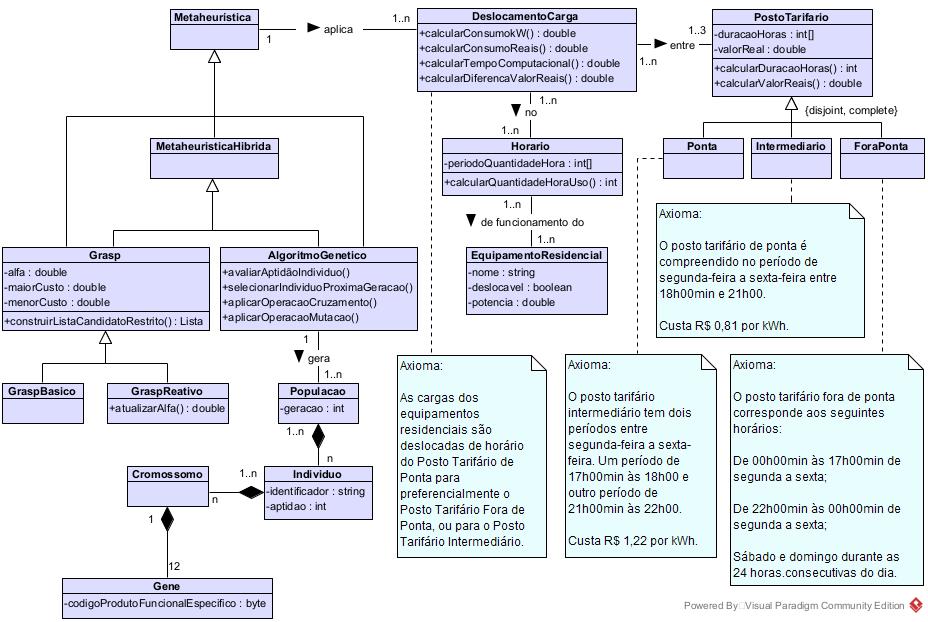 Metaheurística
1
aplica
1..n
DeslocamentoCarga
+calcularConsumokW() : double
+calcularConsumoReais() : double
+calcularTempoComputacional() : double
+calcularDiferencaValorReais() : double
1..n
entre
1..3
PostoTarifario
-duracaoHoras : int[]
-valorReal : double
+calcularDuracaoHoras() : int
+calcularValorReais() : double
{disjoint, complete}
1..n
no
1..n
MetaheuristicaHibrida
Horario
-periodoQuantidadeHora : int[]
+calcularQuantidadeHoraUso() : int
Ponta
Intermediario
ForaPonta
1..n
de funcionamento do
1..n
Grasp
-alfa : double
-maiorCusto : double
-menorCusto : double
+construirListaCandidatoRestrito() : Lista
AlgoritmoGenetico
+avaliarAptidãoIndividuo()
+selecionarIndividuoProximaGeracao()
+aplicarOperacaoCruzamento()
+aplicarOperacaoMutacao()
EquipamentoResidencial
-nome : string
-deslocavel : boolean
-potencia : double
Axioma:
O posto tarifário de ponta é
compreendido no período de
segunda-feira a sexta-feira entre
18h00min e 21h00.
Custa R$ 0,81 por kWh.
1
gera
1..n
GraspBasico
GraspReativo
+atualizarAlfa() : double
Populacao
-geracao : int
1..n
n
Axioma:
As cargas dos
equipamentos
residenciais são
deslocadas de horário
do Posto Tarifário de
Ponta para
preferencialmente o
Posto Tarifário Fora de
Ponta, ou para o Posto
Tarifário Intermediário.
Axioma:
O posto tarifário
intermediário tem dois
períodos entre
segunda-feira a sexta-
feira. Um período de
17h00min às 18h00 e
outro período de
21h00min às 22h00.
Custa R$ 1,22 por kWh.
Axioma:
O posto tarifário fora de ponta
corresponde aos seguintes
horários:
De 00h00min às 17h00min de
segunda a sexta;
De 22h00min às 00h00min de
segunda a sexta;
Sábado e domingo durante as
24 horas.consecutivas do dia.
Cromossomo
1..n
n
Individuo
-identificador : string
-aptidao : int
1
12
Gene
-codigoProdutoFuncionalEspecifico : byte
Powered By Visual Paradigm Community Edition